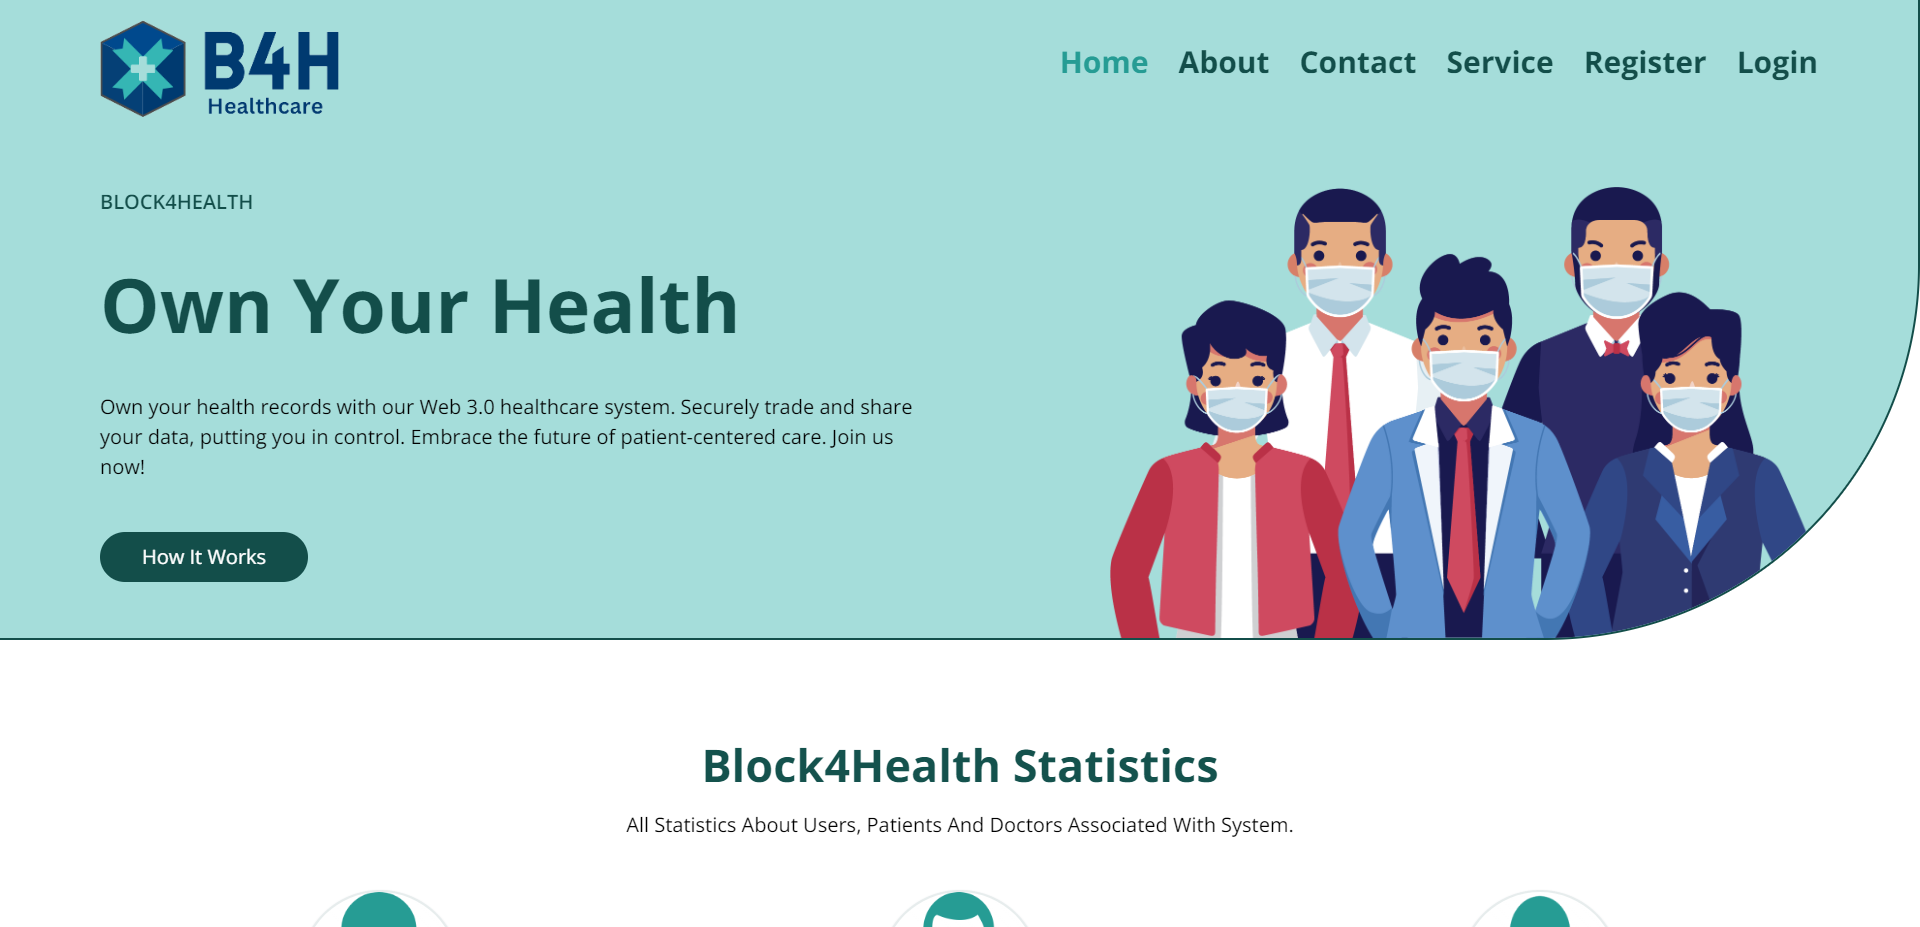 B4H
Healthcare
Home About Contact Service Register Login
BLOCK4HEALTH
Own Your Health
Own your health records with our Web 3.0 healthcare system. Securely trade and share
your data, putting you in control. Embrace the future of patient-centered care. Join us
now!
How It Works
Block4Health Statistics
All Statistics About Users, Patients And Doctors Associated With System.